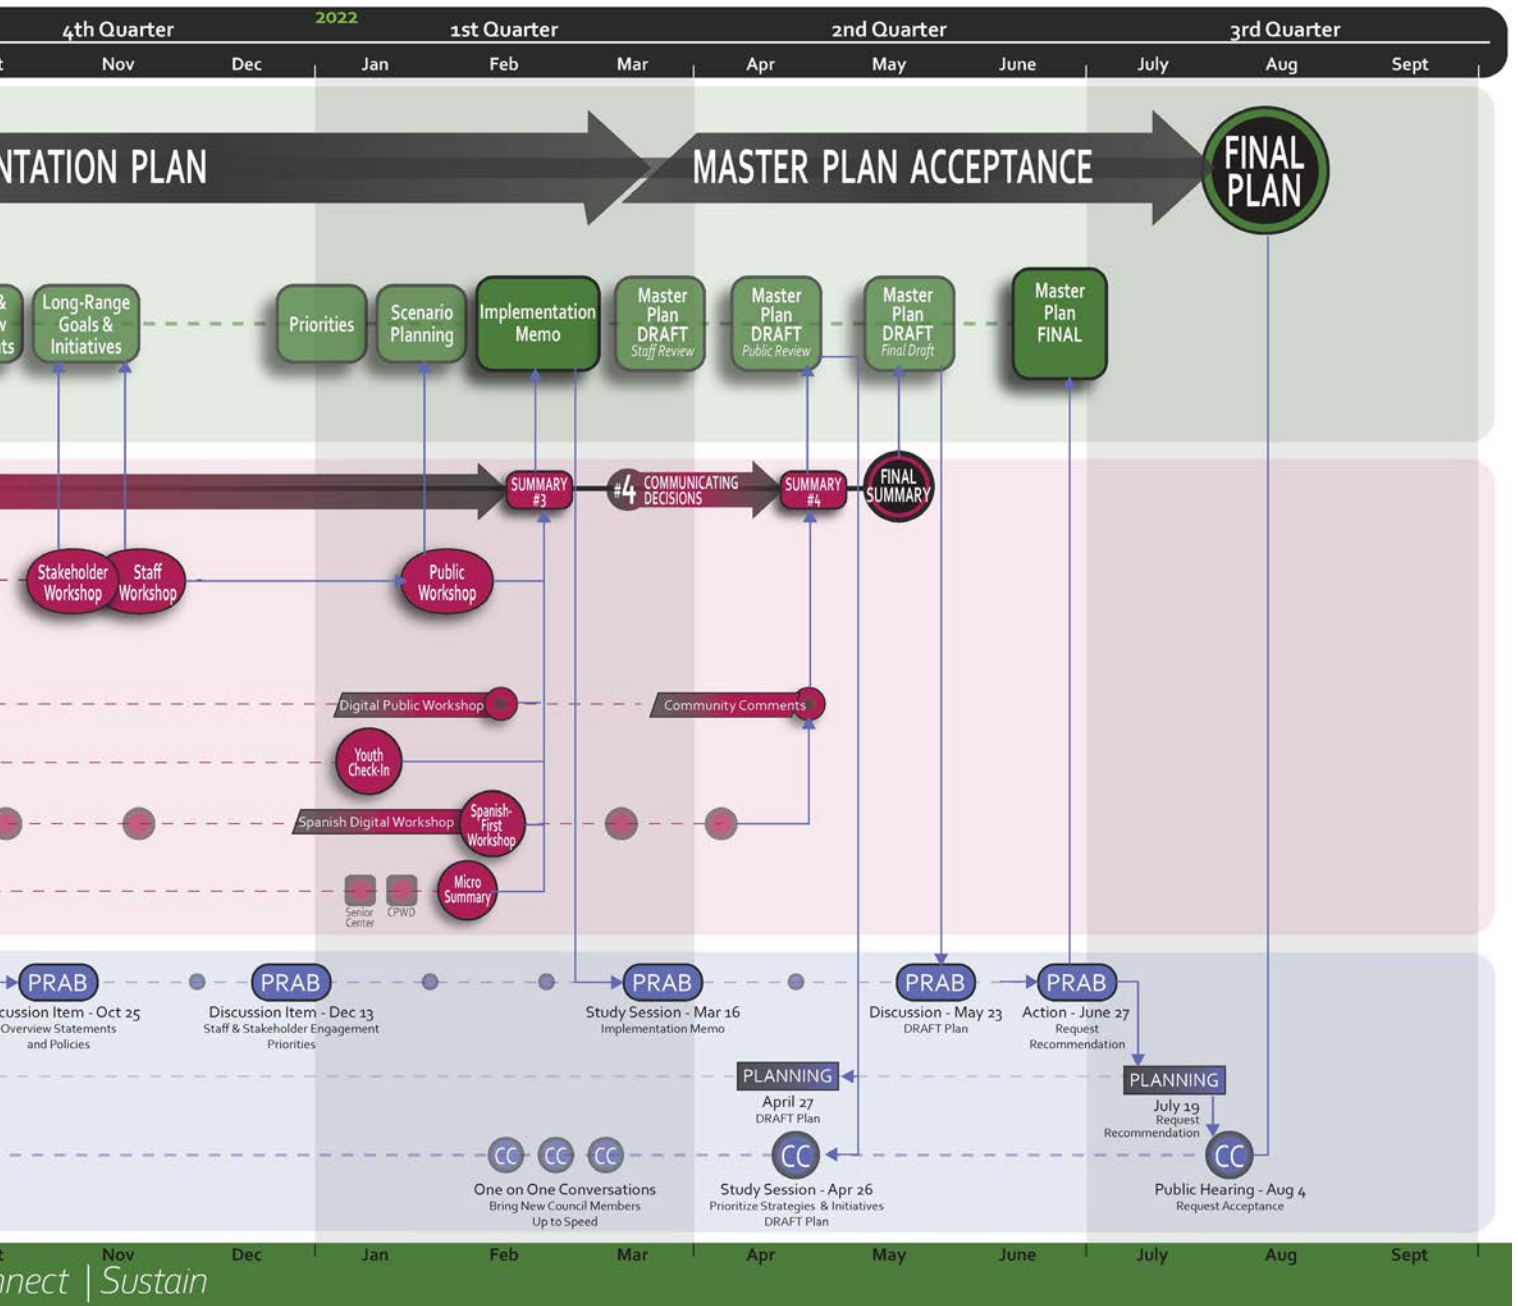 2022
4th Quarter
1st Quarter
2nd Quarter
3rd Quarter
t
Nov
Dec
Jan
Feb
Mar
Apr
May
June
July
Aug
Sept
NTATION PLAN
MASTER PLAN ACCEPTANCE
FINAL
PLAN
&
w
nts
Long-Range
Goals &
Initiatives
Priorities
Scenario
Planning
Implementation
Memo
Master
Plan
DRAFT
Staff Review
Master
Plan
DRAFT
Public Review
Master
Plan
DRAFT
Final Draft
Master
Plan
FINAL
SUMMARY
#3
#4
COMMUNICATING
DECISIONS
SUMMARY
#4
FINAL
SUMMARY
Stakeholder
Workshop
Staff
Workshop
Public
Workshop
Digital Public Workshop
Community Comments
Youth
Check-In
Spanish Digital Workshop
Spanish-
First
Workshop
Senior
Center
CPWD
Micro
Summary
PRAB
cussion Item - Oct 25
Overview Statements
and Policies
PRAB
Discussion Item - Dec 13
Staff & Stakeholder Engagement
Priorities
PRAB
Study Session - Mar 16
Implementation Memo
PRAB
Discussion - May 23
DRAFT Plan
PRAB
Action - June 27
Request
Recommendation
PLANNING
April 27
DRAFT Plan
PLANNING
July 19
Request
Recommendation
CC
CC
CC
One on One Conversations
Bring New Council Members
Up to Speed
CC
Study Session - Apr 26
Prioritize Strategies & Initiatives
DRAFT Plan
CC
Public Hearing - Aug 4
Request Acceptance
t
Nov
Dec
Jan
Feb
Mar
Apr
May
June
July
Aug
Sept
nnect | Sustain